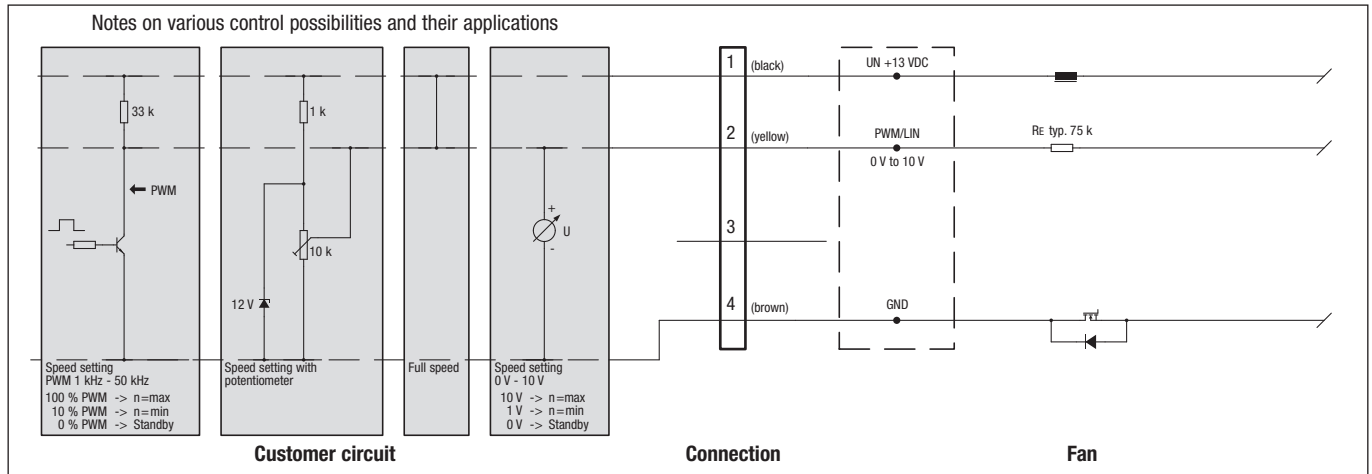 Notes on various control possibilities and their applications
33 k
PWM
Speed setting
PWM 1 kHz - 50 kHz
100 % PWM -> n=max
10 % PWM -> n=min
0 % PWM -> Standby
1 k
10 k
12 V
Speed setting with
potentiometer
Full speed
+
U
-
Speed setting
0 V - 10 V
10 V -> n=max
1 V -> n=min
0 V -> Standby
Customer circuit
1 (black)
2 (yellow)
3
4 (brown)
Connection
UN +13 VDC
PWM/LIN
0 V to 10 V
GND
RE typ. 75 k
Fan